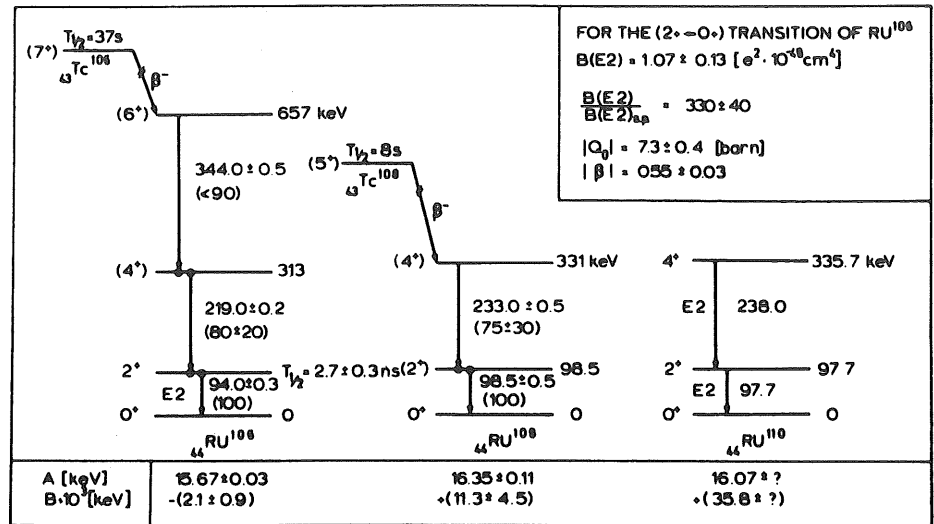 FOR THE (2+→0+) TRANSITION OF RU¹⁰⁶
B(E2) = 1.07 ± 0.13 [e²·10⁻⁴⁸cm⁴]
B(E2)
B(E2)s.p = 330 ± 40
|Q₀| = 7.3 ± 0.4 [barn]
|β| = 0.55 ± 0.03
(7⁺) T1/2=37s
₄₃Tc¹⁰⁶
β⁻
(6⁺) 657 keV
344.0 ± 0.5
(<90)
(4⁺) 313
219.0 ± 0.2
(80 ± 20)
2⁺ T1/2 = 2.7 ± 0.3 ns
E2 94.0 ± 0.3
(100)
0⁺ 0
₄₄RU¹⁰⁶
(5⁺) T1/2=8s
₄₃Tc¹⁰⁸
β⁻
(4⁺) 331 keV
233.0 ± 0.5
(75 ± 30)
(2⁺) 98.5
98.5 ± 0.5
(100)
0⁺ 0
₄₄RU¹⁰⁸
4⁺ 335.7 keV
E2 238.0
2⁺ 97.7
E2 97.7
0⁺ 0
₄₄RU¹¹⁰
A [keV] 15.67 ± 0.03 16.35 ± 0.11 16.07 ± ?
B·10³ [keV] -(2.1 ± 0.9) +(11.3 ± 4.5) +(35.8 ± ?)